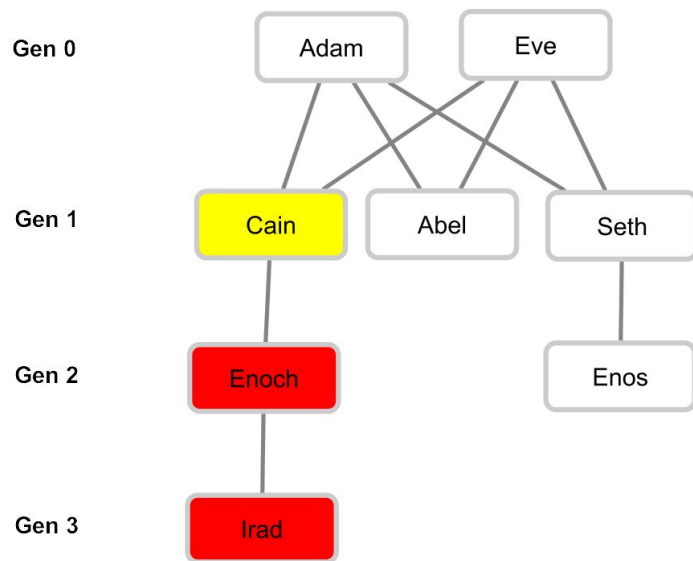 Gen 0
Adam
Eve
Gen 1
Cain
Abel
Seth
Gen 2
Enoch
Enos
Gen 3
Irad